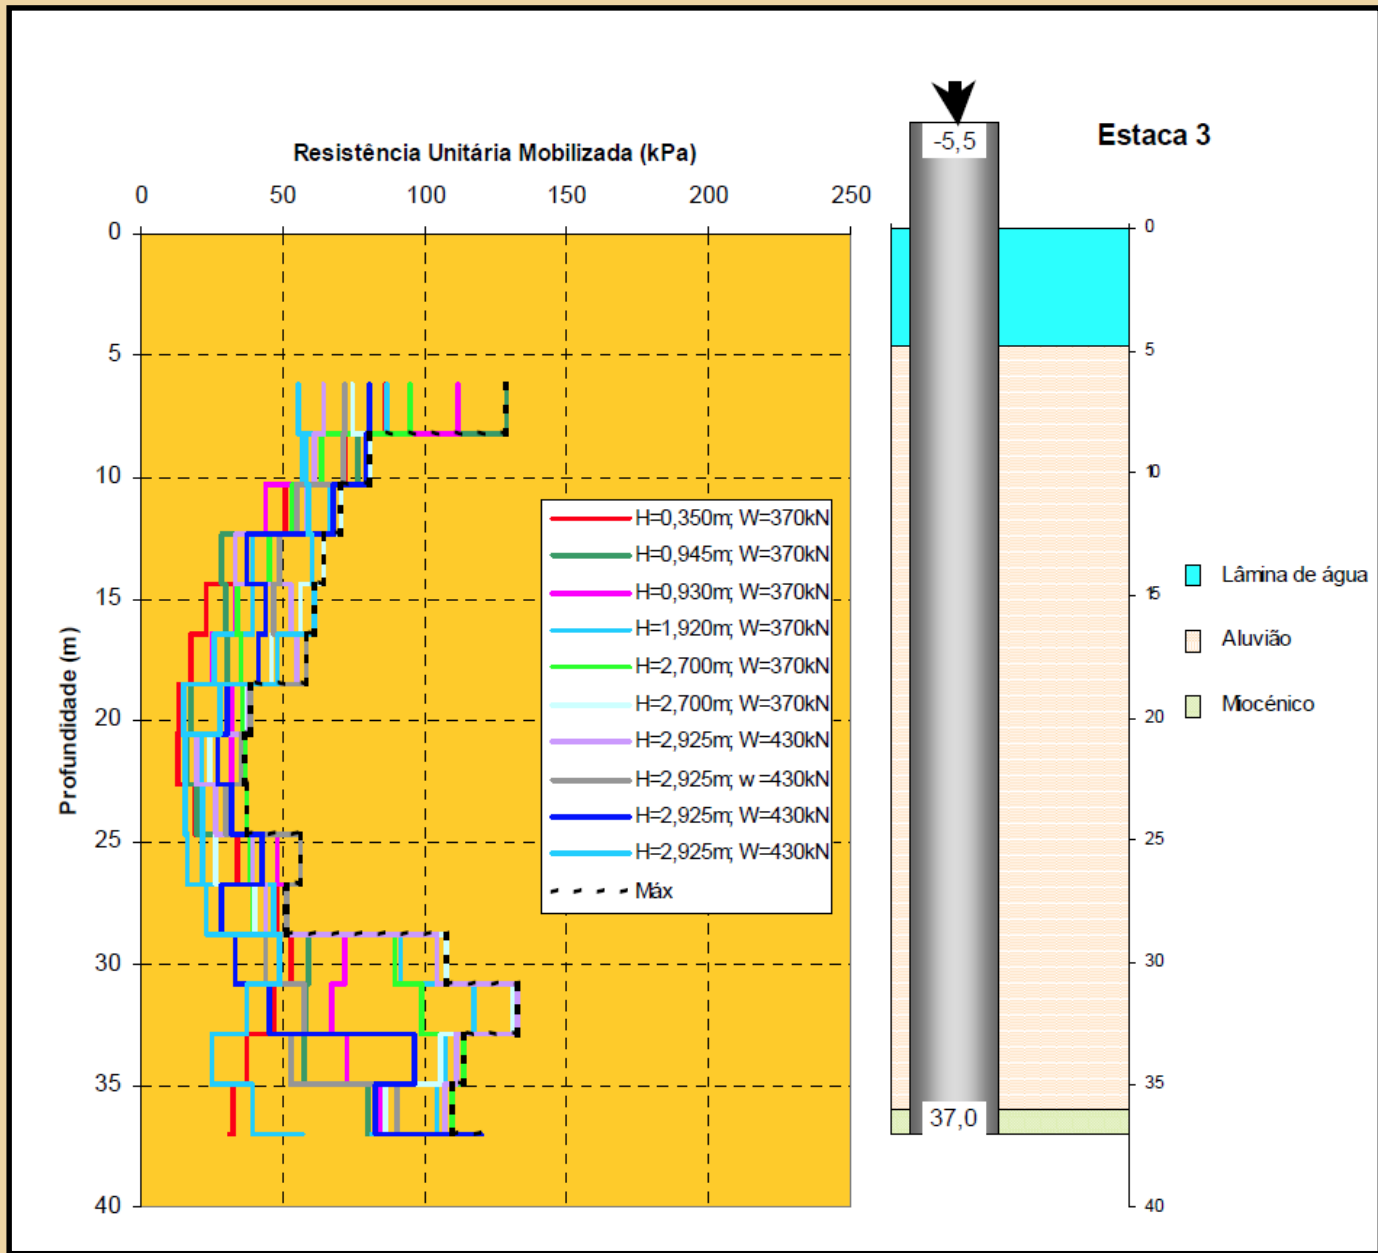 Estaca 3
-5,5
Resistência Unitária Mobilizada (kPa)
0 50 100 150 200 250
0
5
10
15
20
25
30
35
40
Profundidade (m)
H=0,350m; W=370kN
H=0,945m; W=370kN
H=0,930m; W=370kN
H=1,920m; W=370kN
H=2,700m; W=370kN
H=2,700m; W=370kN
H=2,925m; W=430kN
H=2,925m; w=430kN
H=2,925m; W=430kN
H=2,925m; W=430kN
Máx
37,0
0
5
10
15
20
25
30
35
40
Lâmina de água
Aluvião
Miocénico